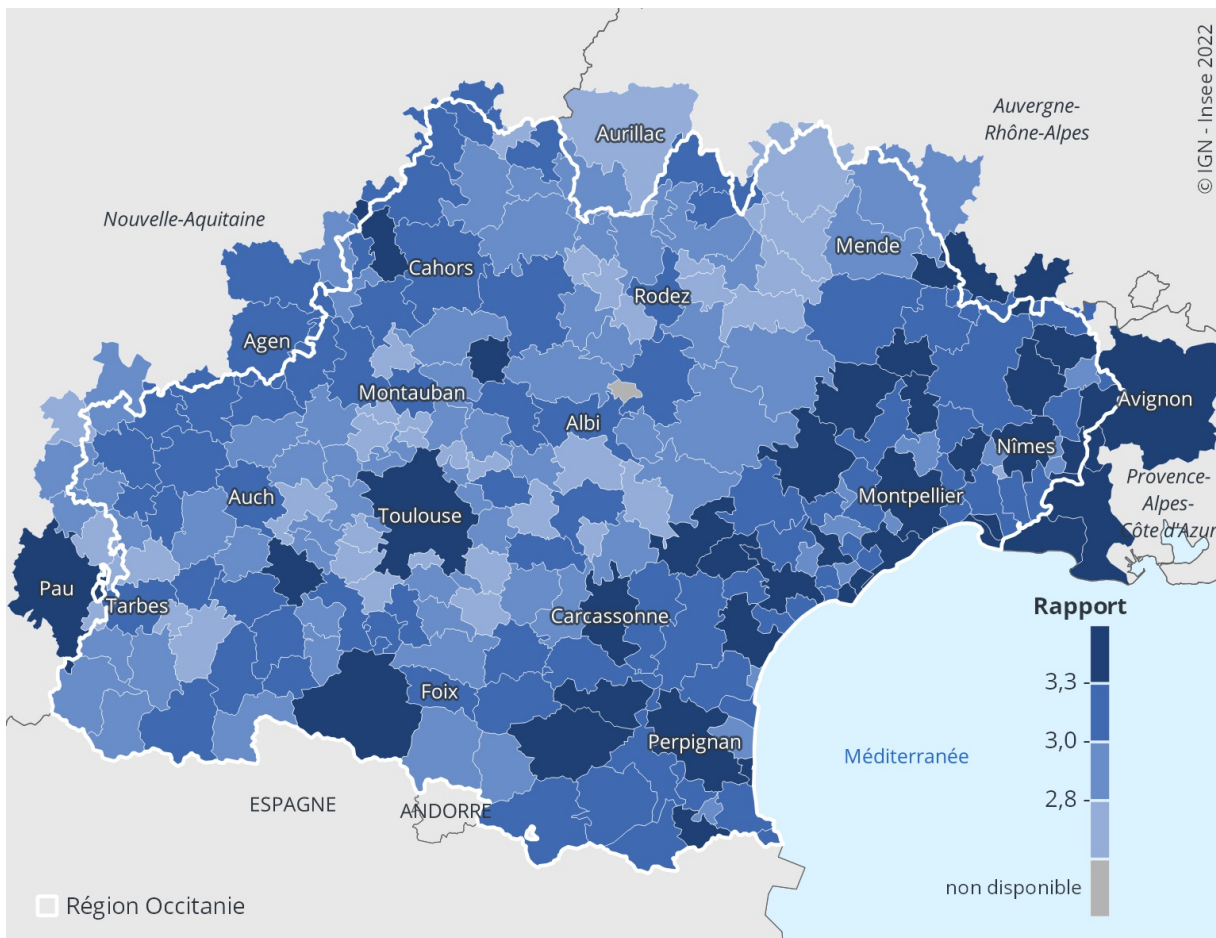 © IGN - Insee 2022
Auvergne-
Rhône-Alpes
Aurillac
Nouvelle-Aquitaine
Mende
Cahors
Rodez
Agen
Montauban
Avignon
Albi
Nîmes
Provence-
Alpes-
Côte d'Azur
Auch
Toulouse
Montpellier
Pau
Tarbes
Carcassonne
Foix
Perpignan
Méditerranée
ESPAGNE
ANDORRE
Rapport
3,3
3,0
2,8
non disponible
Région Occitanie